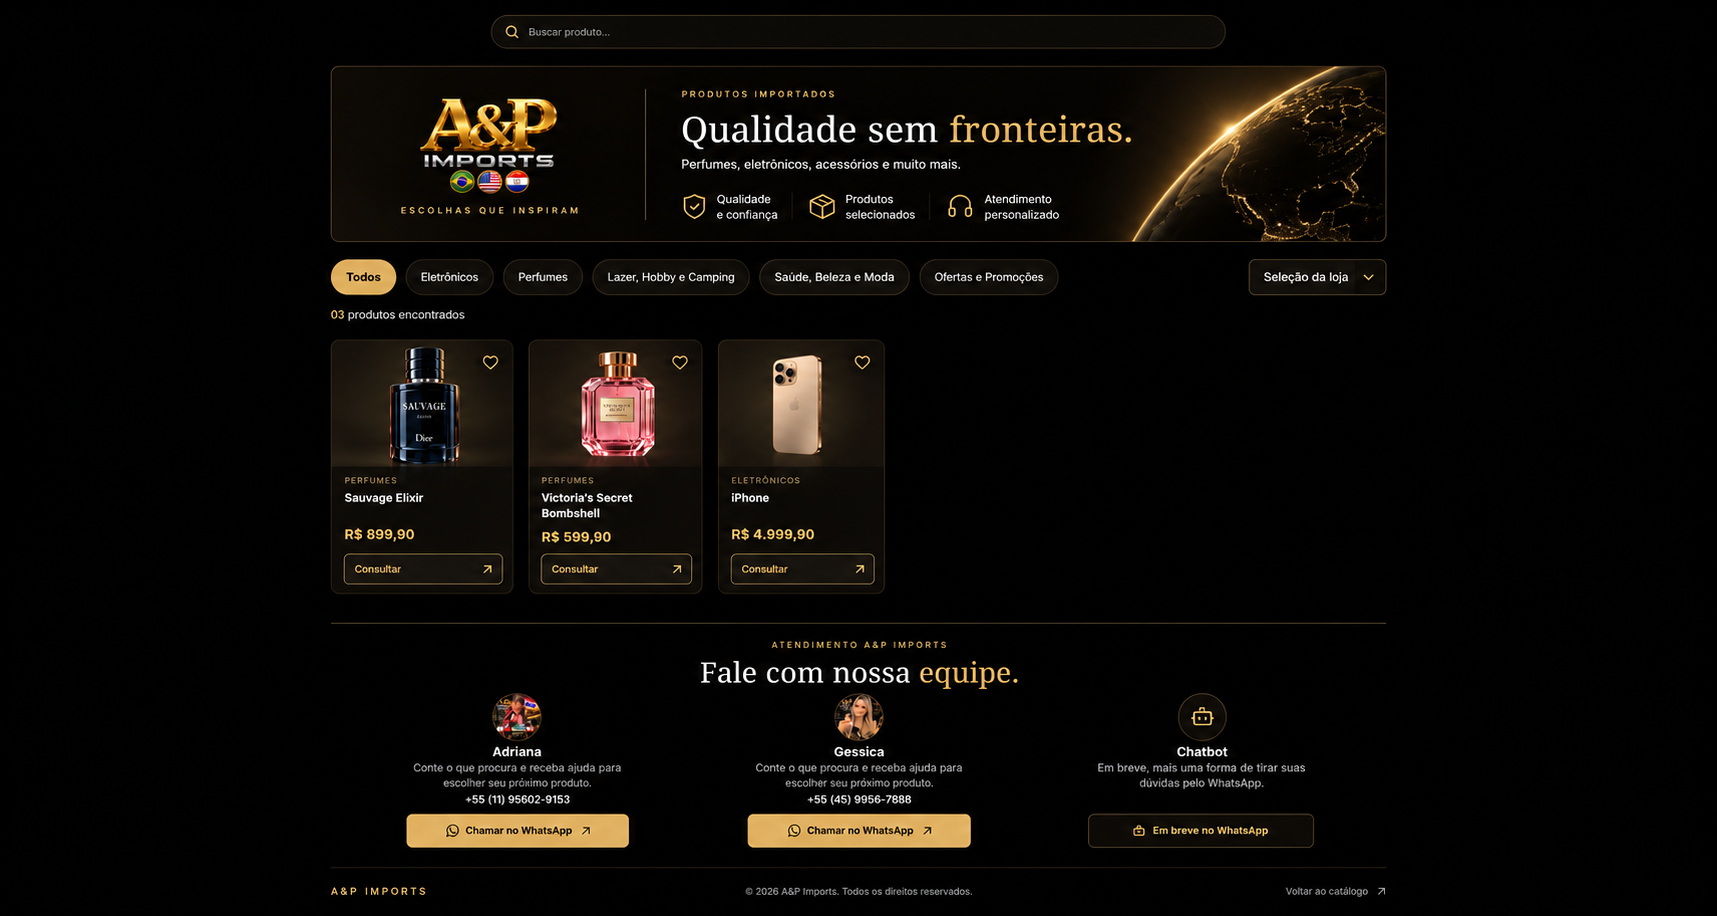 Buscar produto...
A&P
IMPORTS
ESCOLHAS QUE INSPIRAM
PRODUTOS IMPORTADOS
Qualidade sem fronteiras.
Perfumes, eletrônicos, acessórios e muito mais.
Qualidade
e confiança
Produtos
selecionados
Atendimento
personalizado
Todos
Eletrônicos
Perfumes
Lazer, Hobby e Camping
Saúde, Beleza e Moda
Ofertas e Promoções
Seleção da loja
03 produtos encontrados
SAUVAGE
Dior
PERFUMES
Sauvage Elixir
R$ 899,90
Consultar
PERFUMES
Victoria's Secret
Bombshell
R$ 599,90
Consultar
ELETRÔNICOS
iPhone
R$ 4.999,90
Consultar
ATENDIMENTO A&P IMPORTS
Fale com nossa equipe.
Adriana
Conte o que procura e receba ajuda para
escolher seu próximo produto.
+55 (11) 95602-9153
Chamar no WhatsApp
Gessica
Conte o que procura e receba ajuda para
escolher seu próximo produto.
+55 (45) 9956-7888
Chamar no WhatsApp
Chatbot
Em breve, mais uma forma de tirar suas
dúvidas pelo WhatsApp.
Em breve no WhatsApp
A&P IMPORTS
© 2026 A&P Imports. Todos os direitos reservados.
Voltar ao catálogo